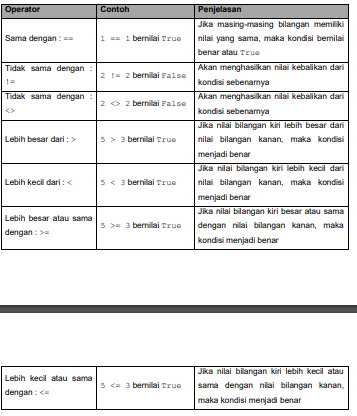 Operator Contoh Penjelasan
Sama dengan : == 1 == 1 bernilai True Jika masing-masing bilangan memiliki
nilai yang sama, maka kondisi bernilai
benar atau True
Tidak sama dengan :
!= 2 != 2 bernilai False Akan menghasilkan nilai kebalikan dari
kondisi sebenarnya
Tidak sama dengan :
<> 2 <> 2 bernilai False Akan menghasilkan nilai kebalikan dari
kondisi sebenarnya
Lebih besar dari : > 5 > 3 bernilai True Jika nilai bilangan kiri lebih besar dari
nilai bilangan kanan, maka kondisi
menjadi benar
Lebih kecil dari : < 5 < 3 bernilai True Jika nilai bilangan kiri lebih kecil dari
nilai bilangan kanan, maka kondisi
menjadi benar
Lebih besar atau sama
dengan : >= 5 >= 3 bernilai True Jika nilai bilangan kiri besar atau sama
dengan nilai bilangan kanan, maka
kondisi menjadi benar
Lebih kecil atau sama
dengan : <= 5 <= 3 bernilai True Jika nilai bilangan kiri lebih kecil atau
sama dengan nilai bilangan kanan,
maka kondisi menjadi benar